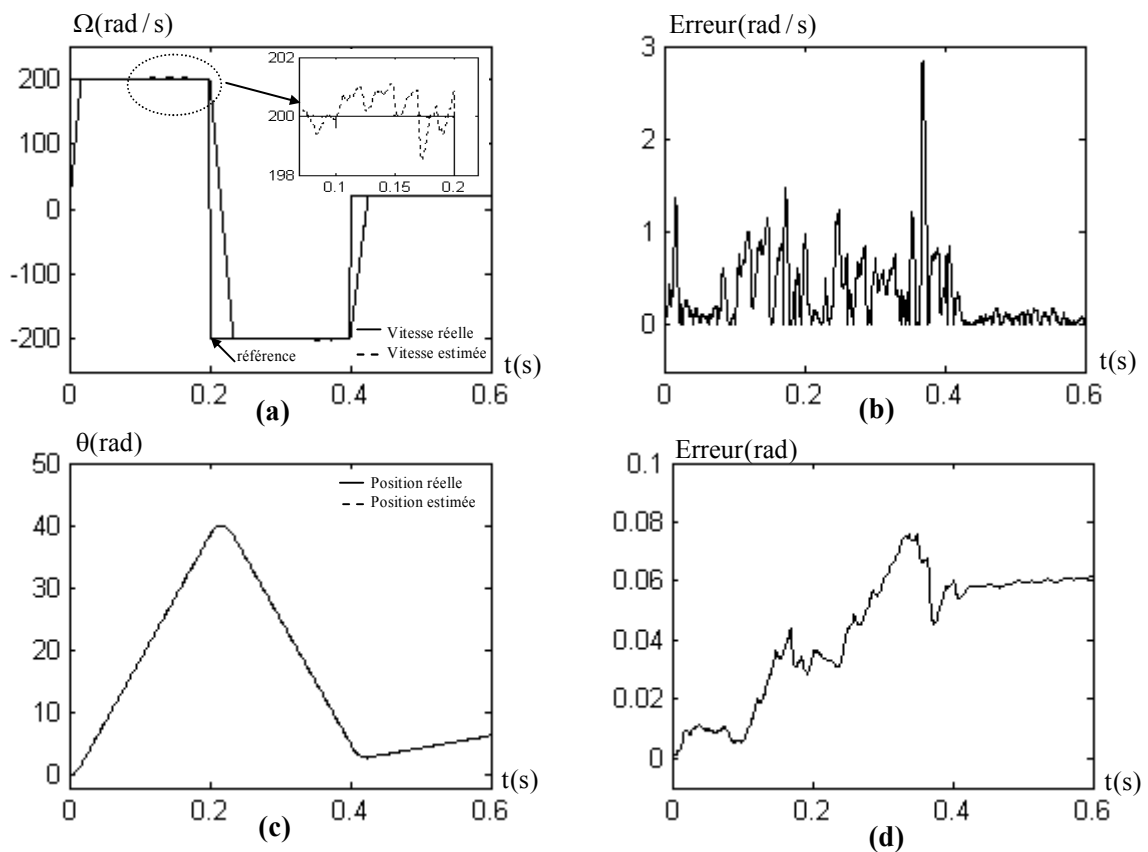 Ω(rad / s)
200
100
0
-100
-200
202
200
198
0.1
0.15
0.2
référence
Vitesse réelle
Vitesse estimée
t(s)
0
0.2
0.4
0.6
(a)
Erreur(rad / s)
3
2
1
0
t(s)
0
0.2
0.4
0.6
(b)
θ(rad)
50
40
30
20
10
0
Position réelle
Position estimée
t(s)
0
0.2
0.4
0.6
(c)
Erreur(rad)
0.1
0.08
0.06
0.04
0.02
0
t(s)
0
0.2
0.4
0.6
(d)